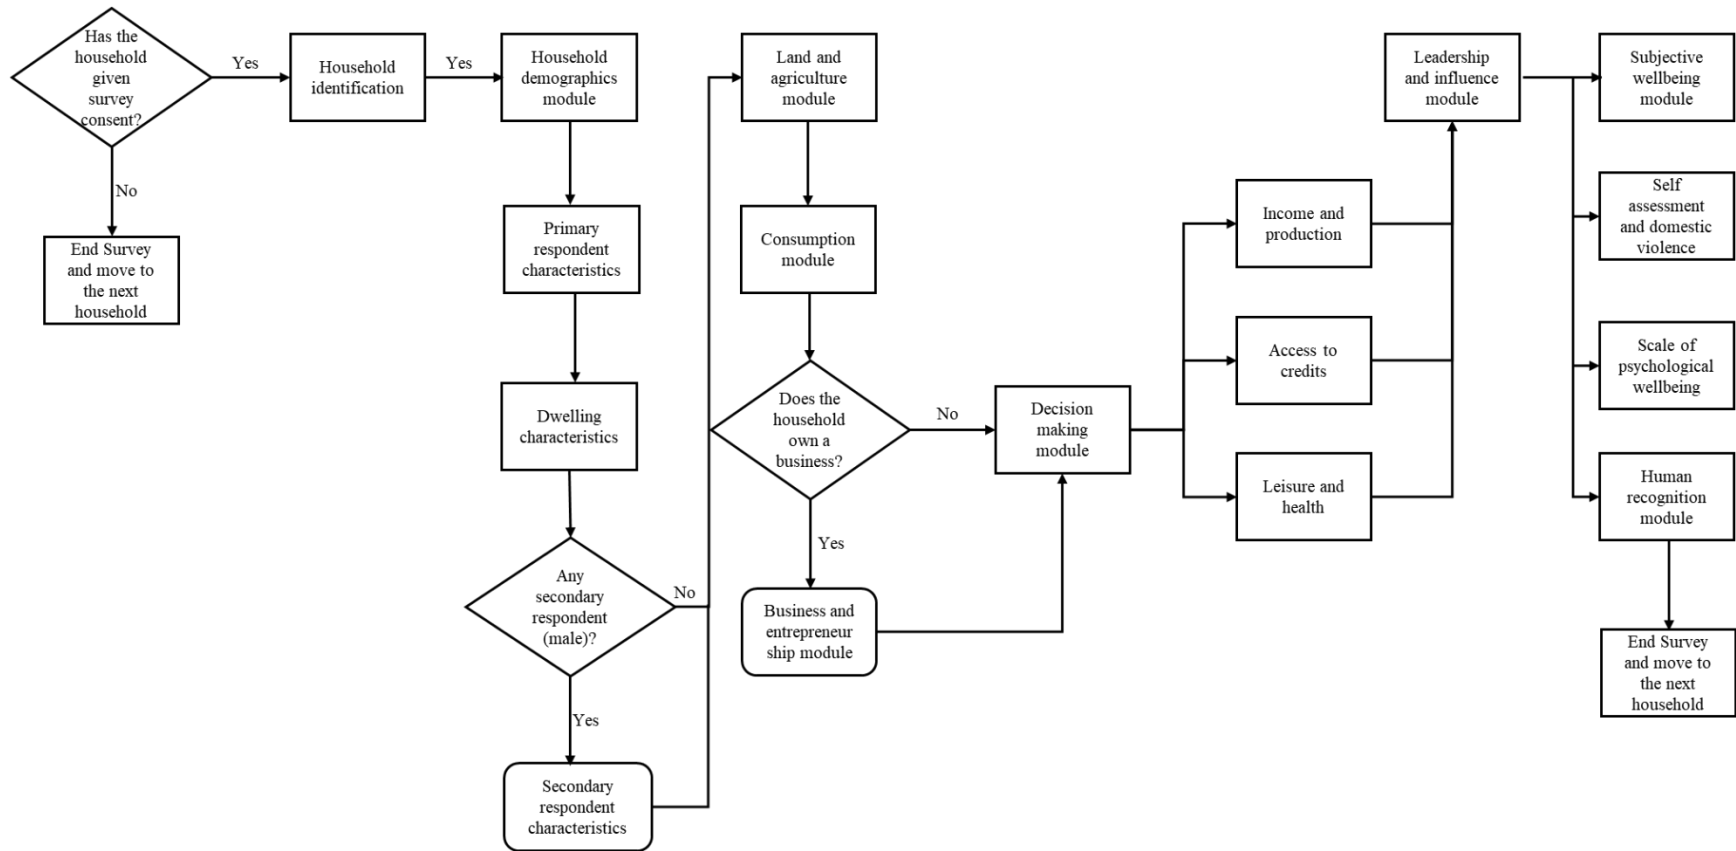 Has the
household
given
survey
consent?
Yes
No
End Survey
and move to
the next
household
Household
identification
Yes
Household
demographics
module
Primary
respondent
characteristics
Dwelling
characteristics
Any
secondary
respondent
(male)?
No
Yes
Secondary
respondent
characteristics
Land and
agriculture
module
Consumption
module
Does the
household
own a
business?
No
Yes
Business and
entrepreneur
ship module
Decision
making
module
Income and
production
Access to
credits
Leisure and
health
Leadership
and influence
module
Subjective
wellbeing
module
Self
assessment
and domestic
violence
Scale of
psychological
wellbeing
Human
recognition
module
End Survey
and move to
the next
household